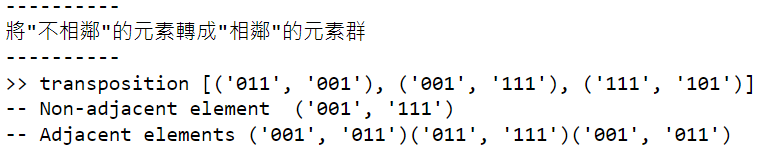 ----------
將"不相鄰"的元素轉成"相鄰"的元素群
----------
>> transposition [('011', '001'), ('001', '111'), ('111', '101')]
-- Non-adjacent element  ('001', '111')
-- Adjacent elements ('001', '011')('011', '111')('001', '011')